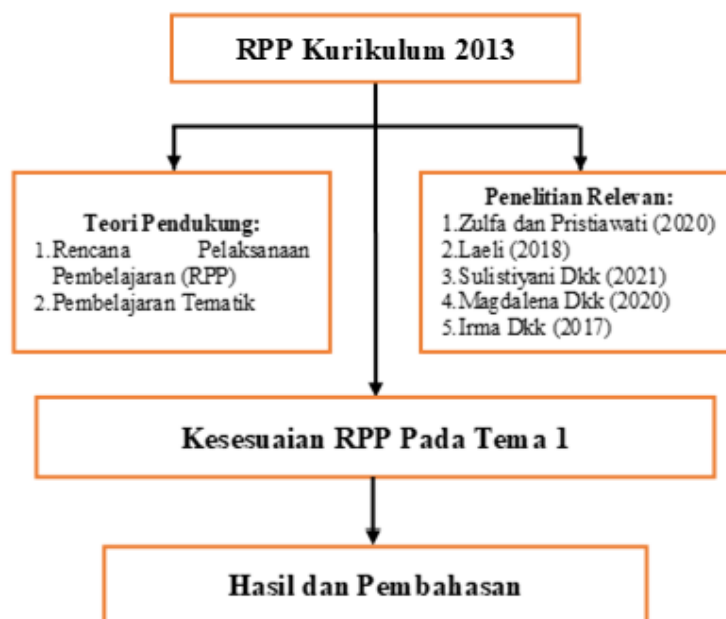 RPP Kurikulum 2013
Teori Pendukung:
1.Rencana Pelaksanaan
Pembelajaran (RPP)
2.Pembelajaran Tematik
Penelitian Relevan:
1.Zulfa dan Pristiawati (2020)
2.Laeli (2018)
3.Sulistiyani Dkk (2021)
4.Magdalena Dkk (2020)
5.Irma Dkk (2017)
Kesesuaian RPP Pada Tema 1
Hasil dan Pembahasan